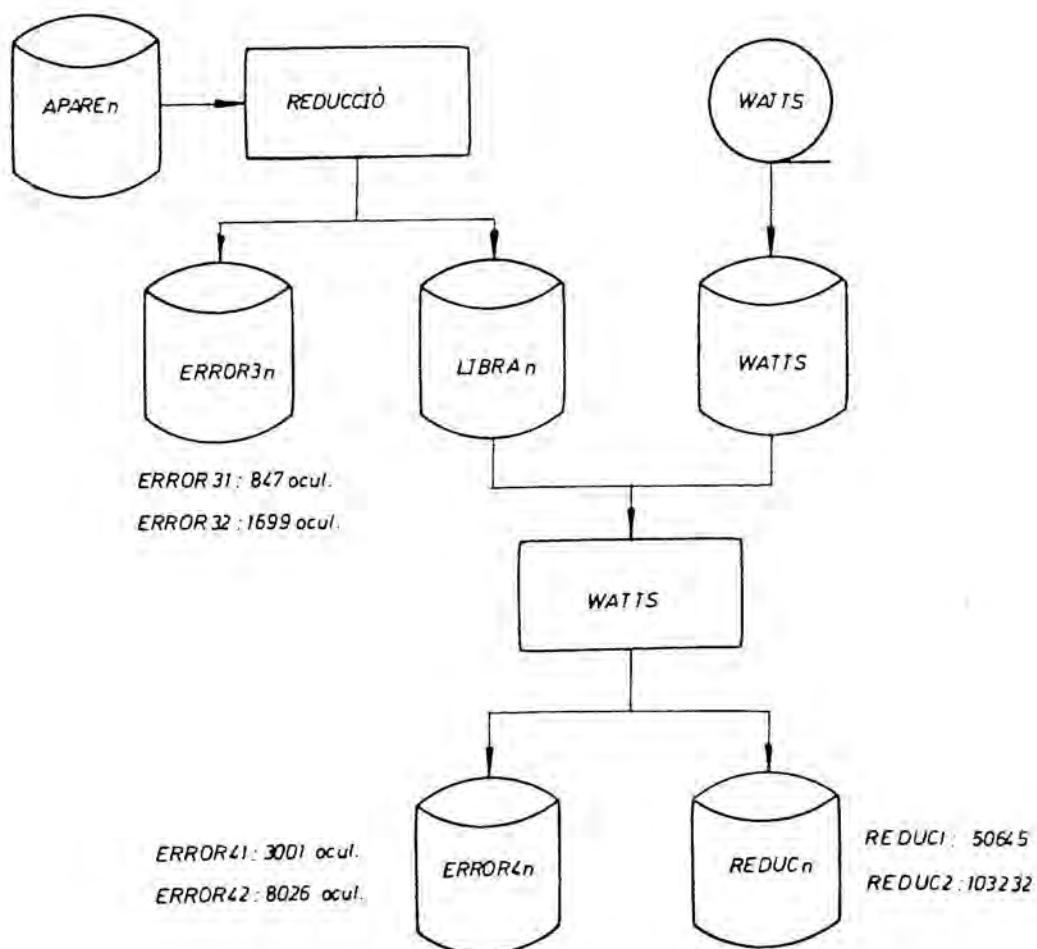 APAREn
REDUCCIÒ
WATTS
ERROR3n
LIBRAn
WATTS
ERROR31: 847 ocul.
ERROR32: 1699 ocul.
WATTS
ERROR4n
REDUCn
ERROR41: 3001 ocul.
ERROR42: 8026 ocul.
REDUC1: 50645
REDUC2: 103232